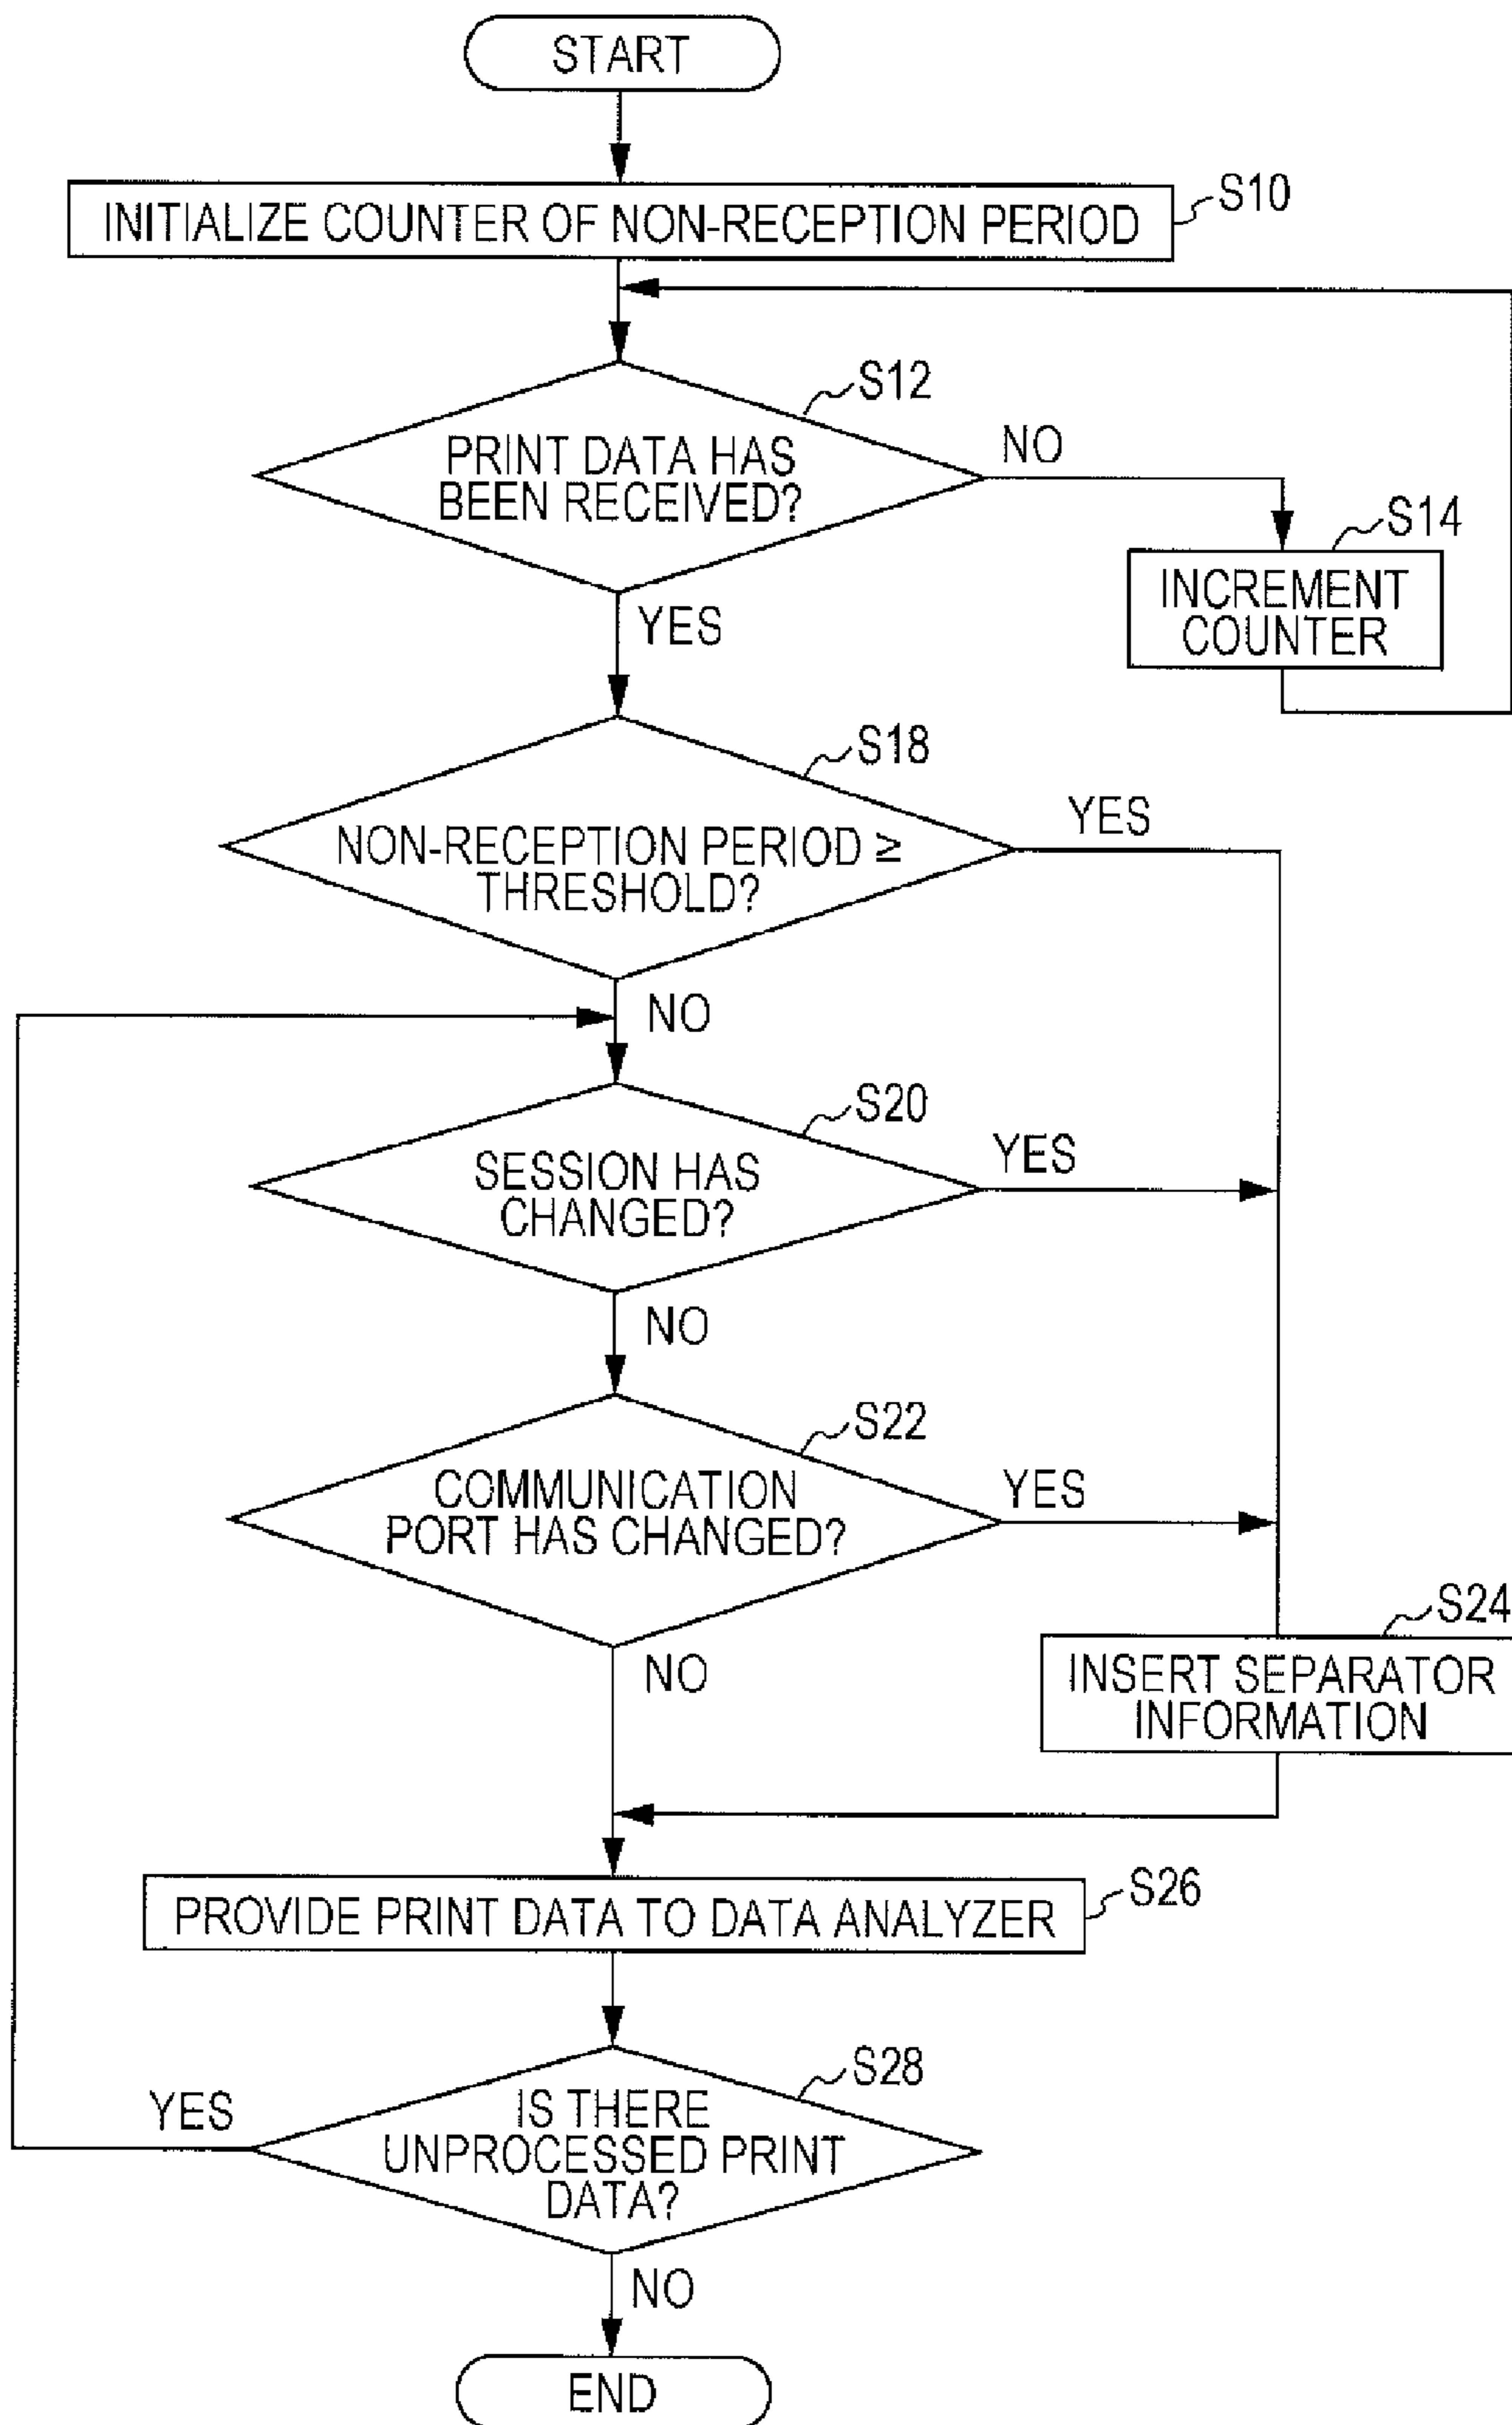 START
INITIALIZE COUNTER OF NON-RECEPTION PERIOD
S10
S12
PRINT DATA HAS
BEEN RECEIVED?
NO
S14
INCREMENT
COUNTER
YES
S18
NON-RECEPTION PERIOD ≥
THRESHOLD?
YES
NO
S20
SESSION HAS
CHANGED?
YES
NO
S22
COMMUNICATION
PORT HAS CHANGED?
YES
S24
INSERT SEPARATOR
INFORMATION
NO
S26
PROVIDE PRINT DATA TO DATA ANALYZER
S28
IS THERE
UNPROCESSED PRINT
DATA?
YES
NO
END